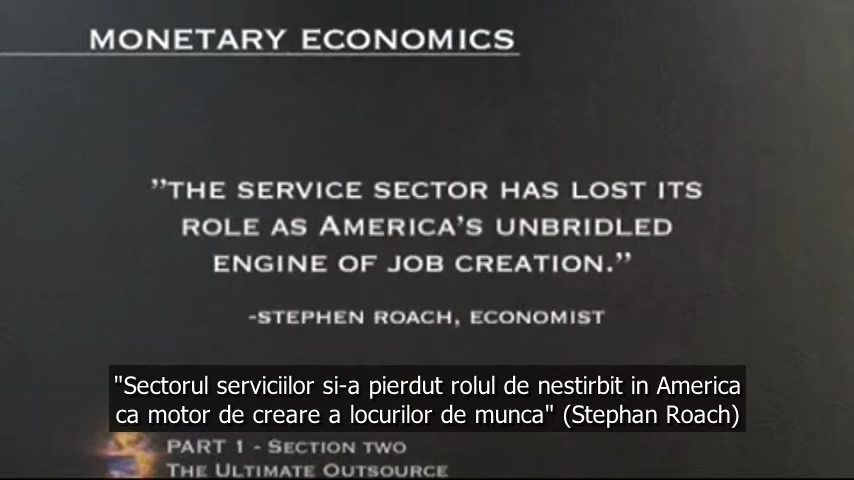 MONETARY ECONOMICS
”THE SERVICE SECTOR HAS LOST ITS
ROLE AS AMERICA’S UNBRIDLED
ENGINE OF JOB CREATION.”
-STEPHEN ROACH, ECONOMIST
"Sectorul serviciilor si-a pierdut rolul de nestirbit in America
ca motor de creare a locurilor de munca" (Stephan Roach)
PART 1 - SECTION TWO
THE ULTIMATE OUTSOURCE